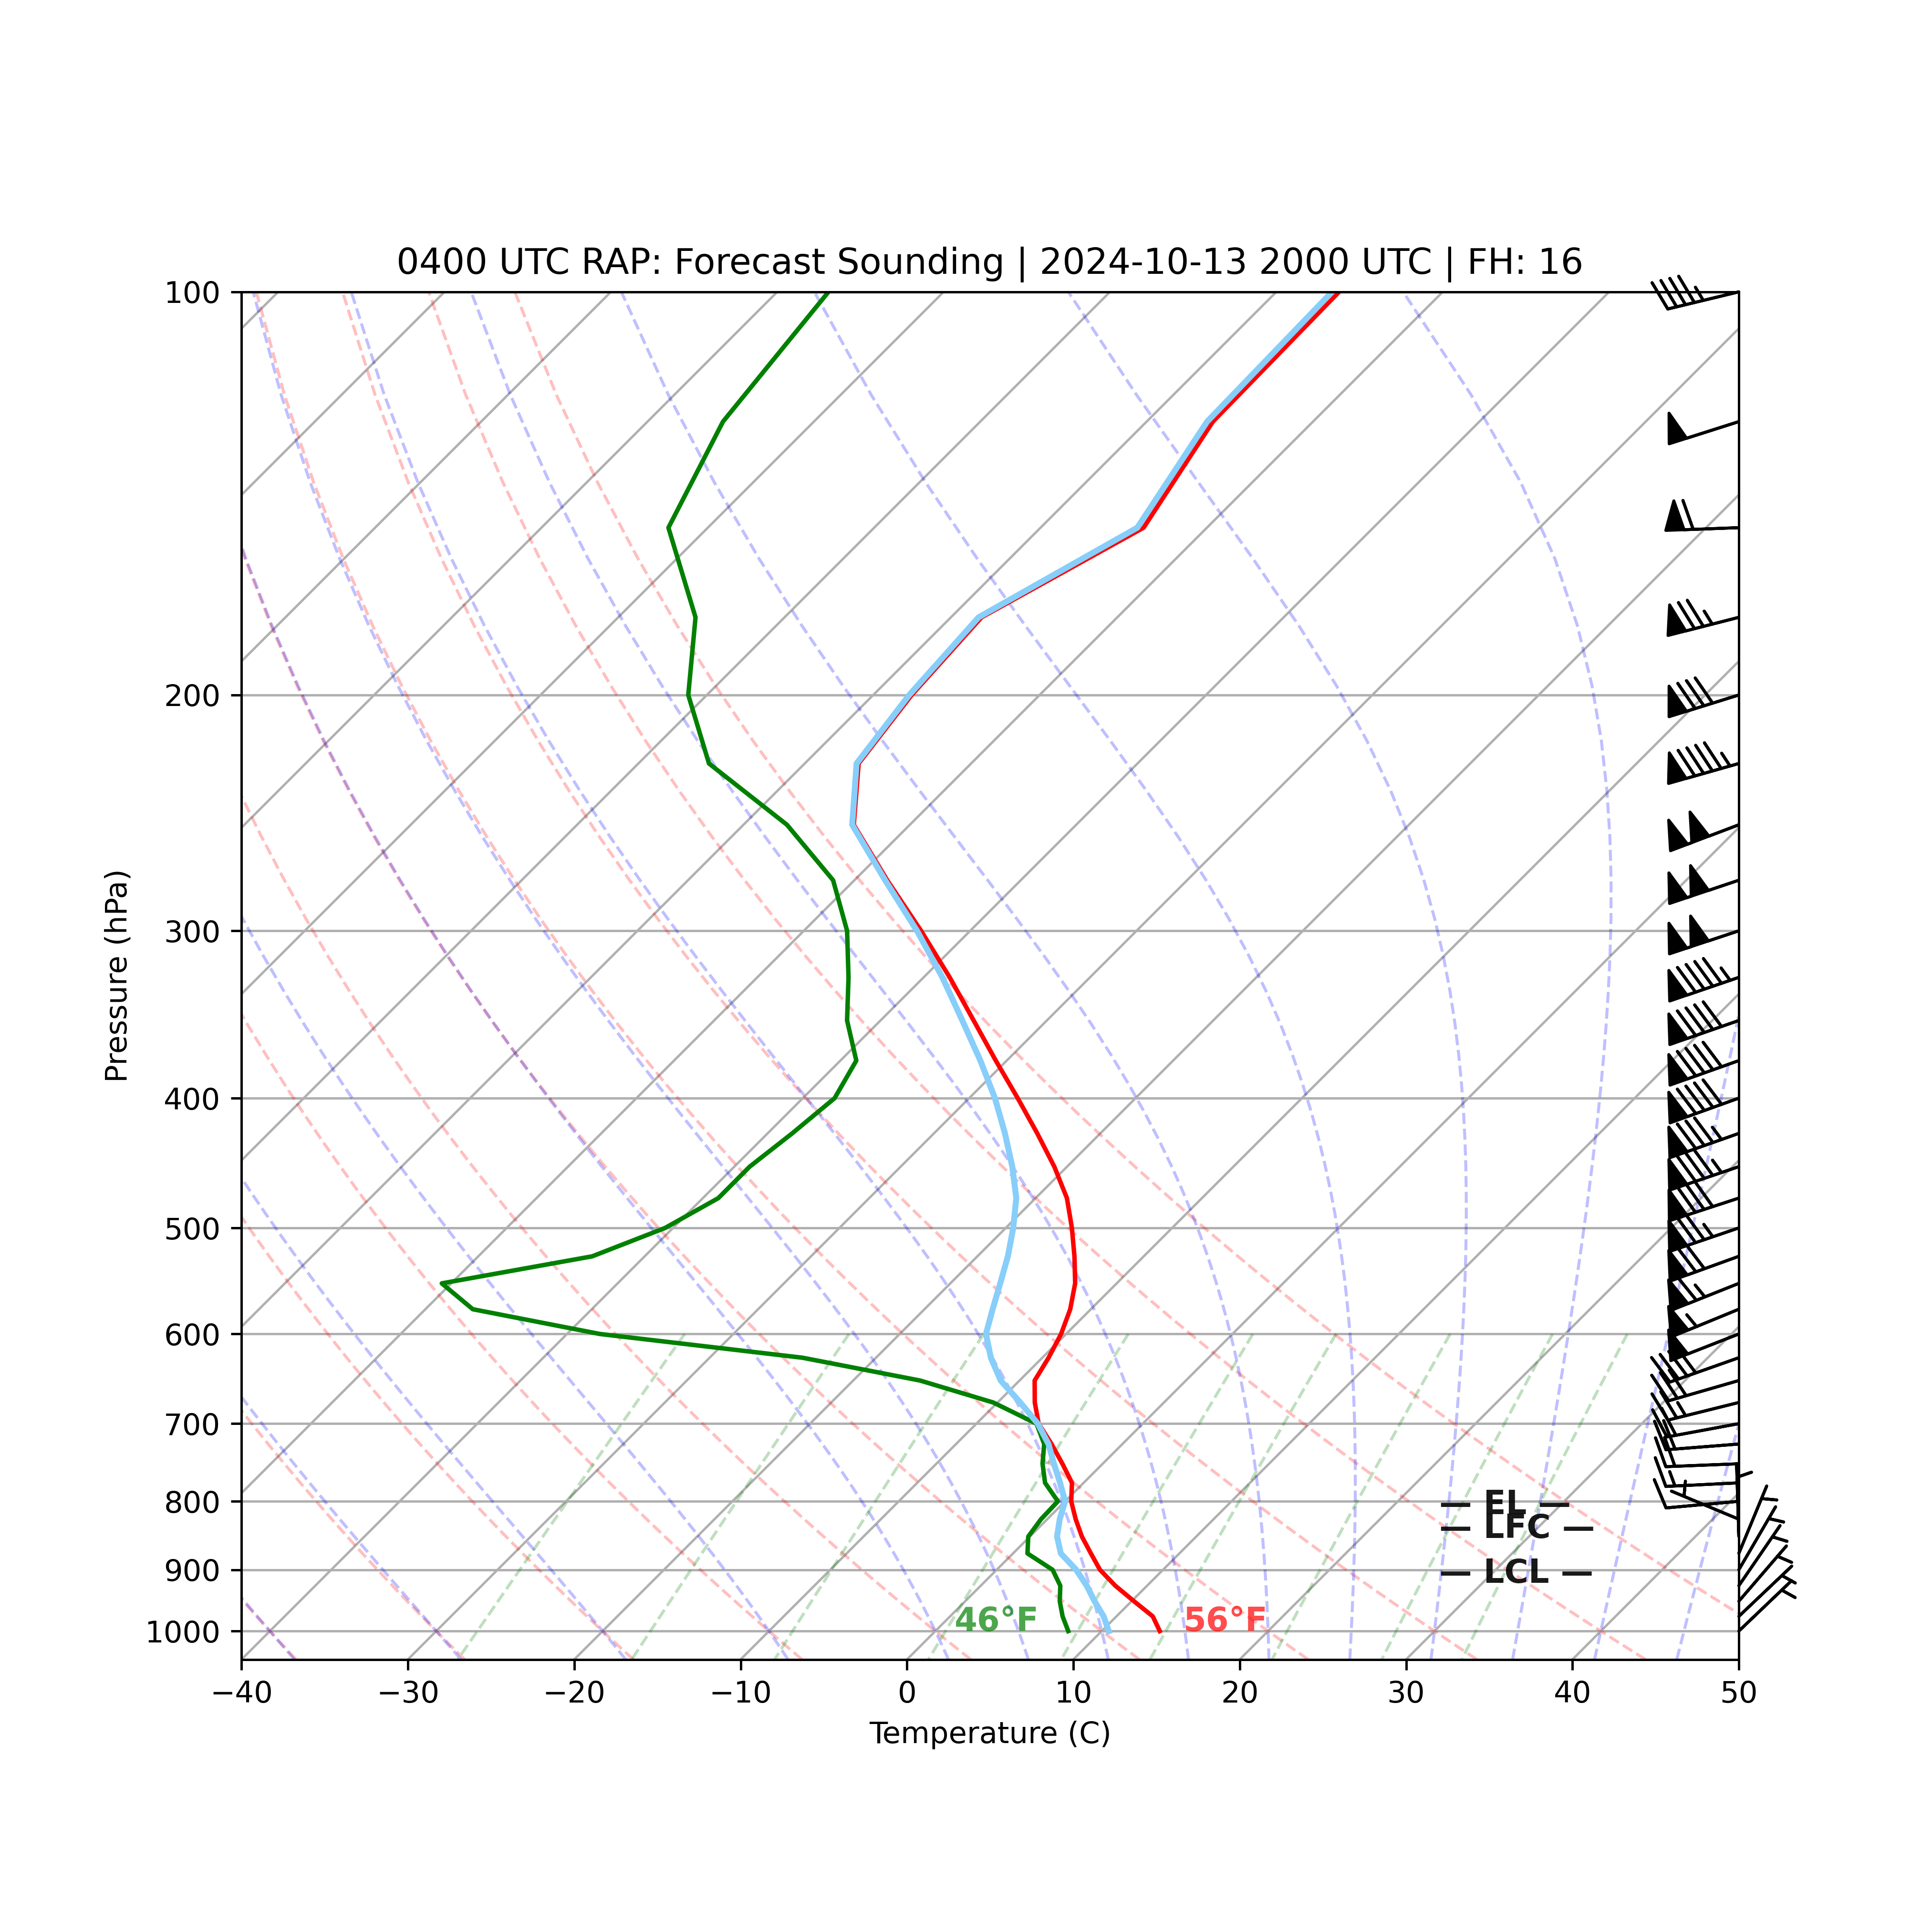 0400 UTC RAP: Forecast Sounding | 2024-10-13 2000 UTC | FH: 16
100
200
300
400
500
600
700
800
900
1000
Pressure (hPa)
— EL —
— LFC —
— LCL —
46°F
56°F
−40 −30 −20 −10 0 10 20 30 40 50
Temperature (C)